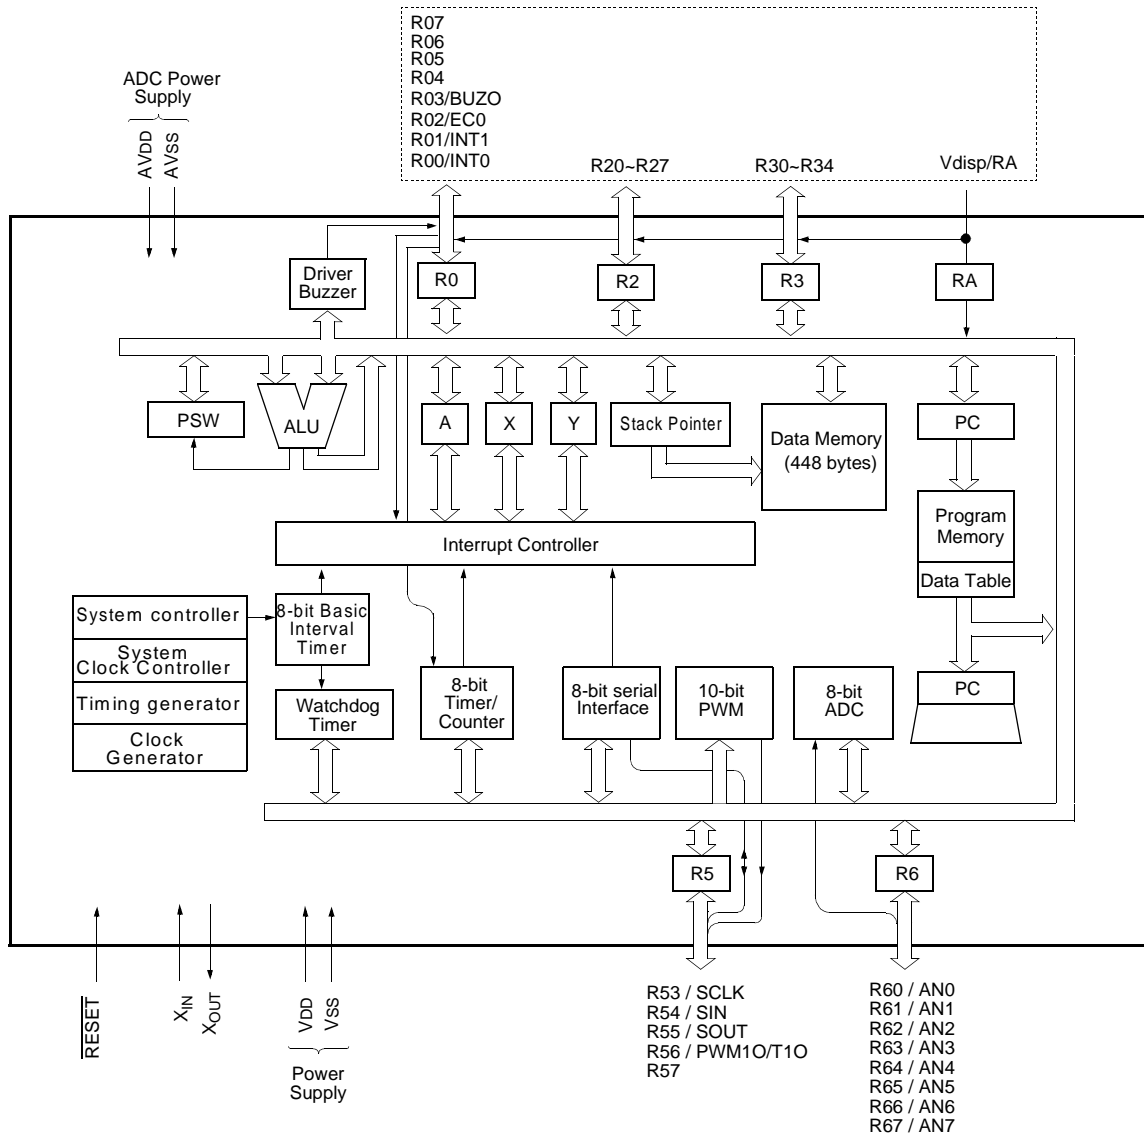 R07
R06
R05
R04
R03/BUZO
R02/EC0
R01/INT1
R00/INT0
R20~R27
R30~R34
Vdisp/RA
ADC Power
Supply
AVDD
AVSS
Driver
Buzzer
R0
R2
R3
RA
PSW
ALU
A
X
Y
Stack Pointer
Data Memory
(448 bytes)
PC
Program
Memory
Data Table
PC
Interrupt Controller
System controller
System
Clock Controller
Timing generator
Clock
Generator
8-bit Basic
Interval
Timer
Watchdog
Timer
8-bit
Timer/
Counter
8-bit serial
Interface
10-bit
PWM
8-bit
ADC
R5
R6
RESET
XIN
XOUT
VDD
VSS
Power
Supply
R53 / SCLK
R54 / SIN
R55 / SOUT
R56 / PWM1O/T1O
R57
R60 / AN0
R61 / AN1
R62 / AN2
R63 / AN3
R64 / AN4
R65 / AN5
R66 / AN6
R67 / AN7